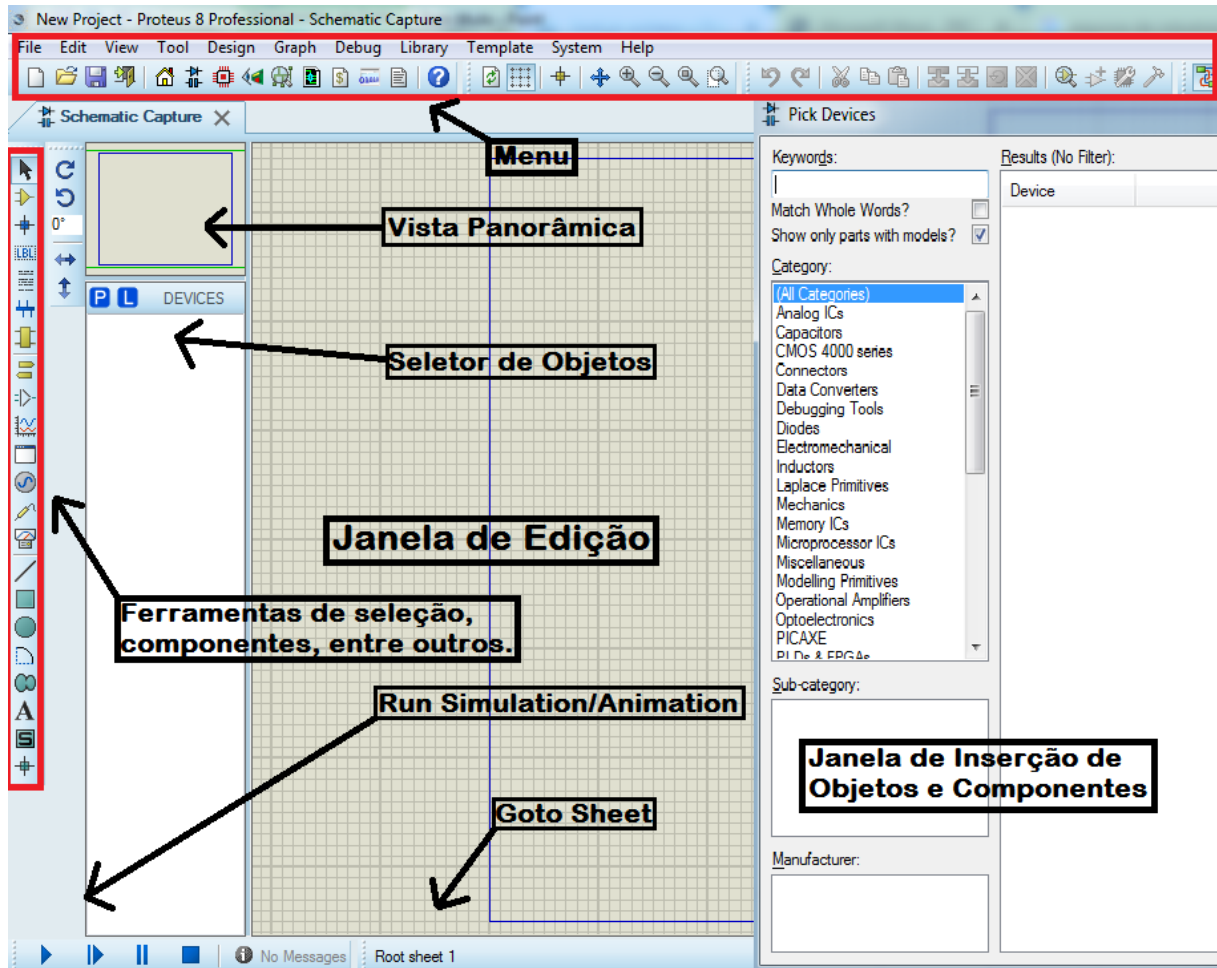 New Project - Proteus 8 Professional - Schematic Capture
File Edit View Tool Design Graph Debug Library Template System Help
Schematic Capture
Menu
Vista Panorâmica
0°
LBL
P L DEVICES
Seletor de Objetos
Janela de Edição
Ferramentas de seleção,
componentes, entre outros.
A
S
Run Simulation/Animation
Goto Sheet
No Messages
Root sheet 1
Pick Devices
Keywords:
Match Whole Words?
Show only parts with models?
Category:
(All Categories)
Analog ICs
Capacitors
CMOS 4000 series
Connectors
Data Converters
Debugging Tools
Diodes
Electromechanical
Inductors
Laplace Primitives
Mechanics
Memory ICs
Microprocessor ICs
Miscellaneous
Modelling Primitives
Operational Amplifiers
Optoelectronics
PICAXE
PLDs & FPGAs
Sub-category:
Janela de Inserção de
Objetos e Componentes
Manufacturer:
Results (No Filter):
Device